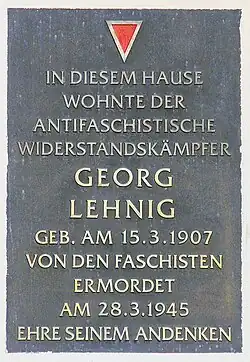 IN DIESEM HAUSE
WOHNTE DER
ANTIFASCHISTISCHE
WIDERSTANDSKÄMPFER
GEORG
LEHNIG
GEB. AM 15.3.1907
VON DEN FASCHISTEN
ERMORDET
AM 28.3.1945
EHRE SEINEM ANDENKEN